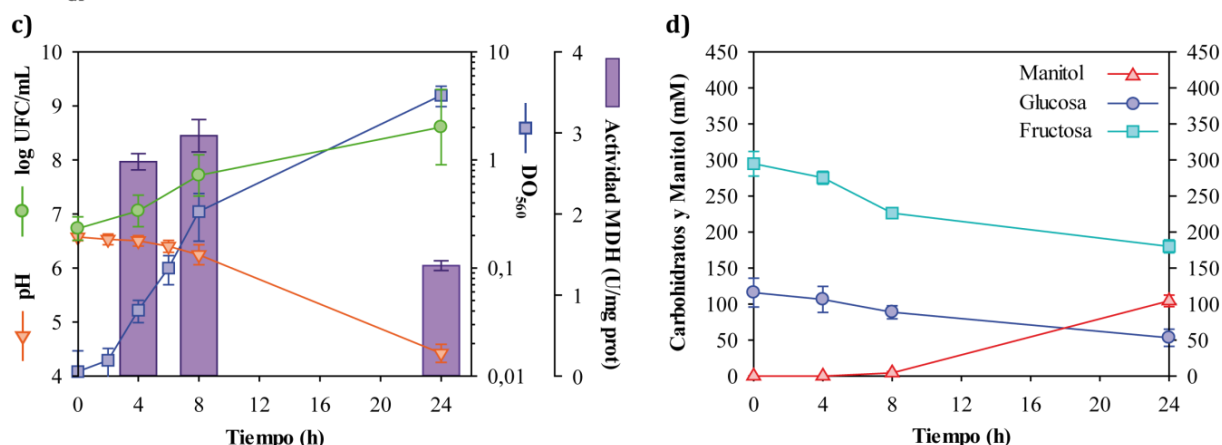 c)
10
9
8
7
6
5
4
log UFC/mL
pH
0 4 8 12 16 20 24
Tiempo (h)
10
1
0,1
0,01
DO560
4
3
2
1
0
Actividad MDH (U/mg prot)
d)
450
400
350
300
250
200
150
100
50
0
Carbohidratos y Manitol (mM)
Manitol
Glucosa
Fructosa
450
400
350
300
250
200
150
100
50
0
0 4 8 12 16 20 24
Tiempo (h)